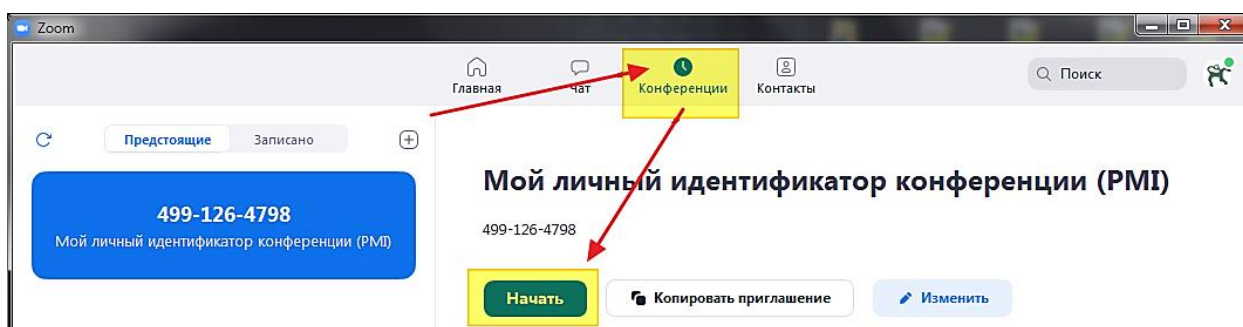 Zoom
Главная
Чат
Конференции
Контакты
Поиск
Предстоящие
Записано
499-126-4798
Мой личный идентификатор конференции (PMI)
Мой личный идентификатор конференции (PMI)
499-126-4798
Начать
Копировать приглашение
Изменить